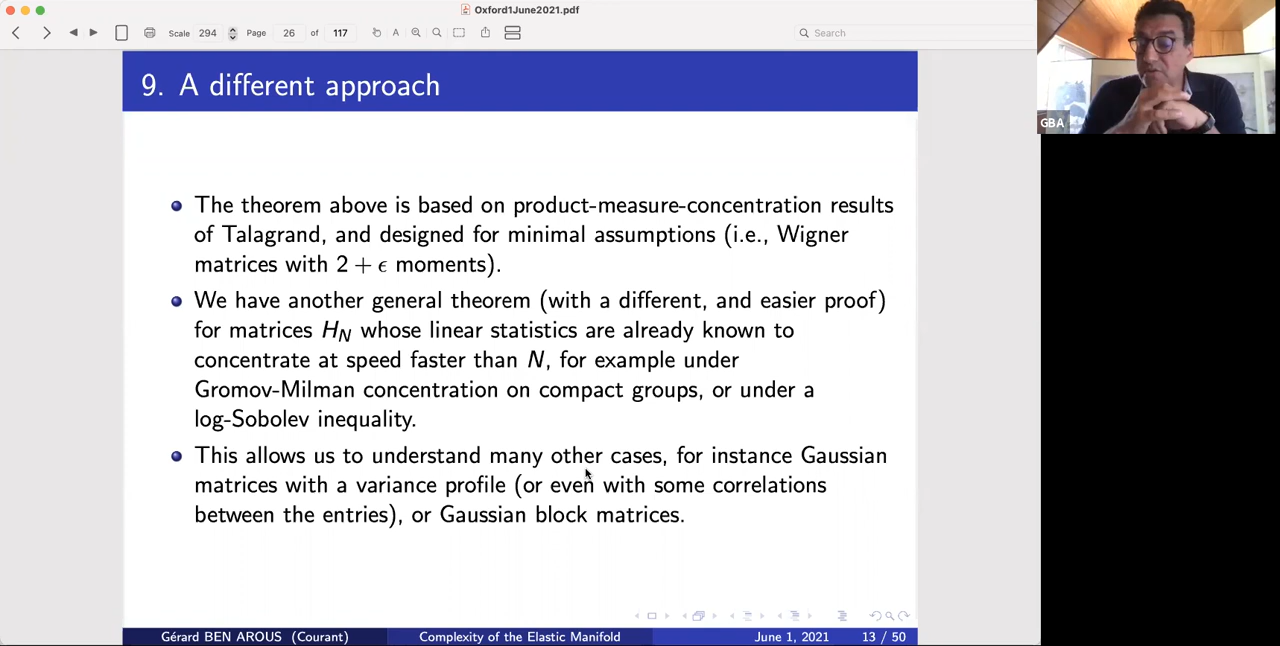 Oxford1June2021.pdf
Scale 294 Page 26 of 117 A Search
GBA
9. A different approach
The theorem above is based on product-measure-concentration results
of Talagrand, and designed for minimal assumptions (i.e., Wigner
matrices with 2 + ϵ moments).
We have another general theorem (with a different, and easier proof)
for matrices H_N whose linear statistics are already known to
concentrate at speed faster than N, for example under
Gromov-Milman concentration on compact groups, or under a
log-Sobolev inequality.
This allows us to understand many other cases, for instance Gaussian
matrices with a variance profile (or even with some correlations
between the entries), or Gaussian block matrices.
Gérard BEN AROUS (Courant) Complexity of the Elastic Manifold June 1, 2021 13 / 50